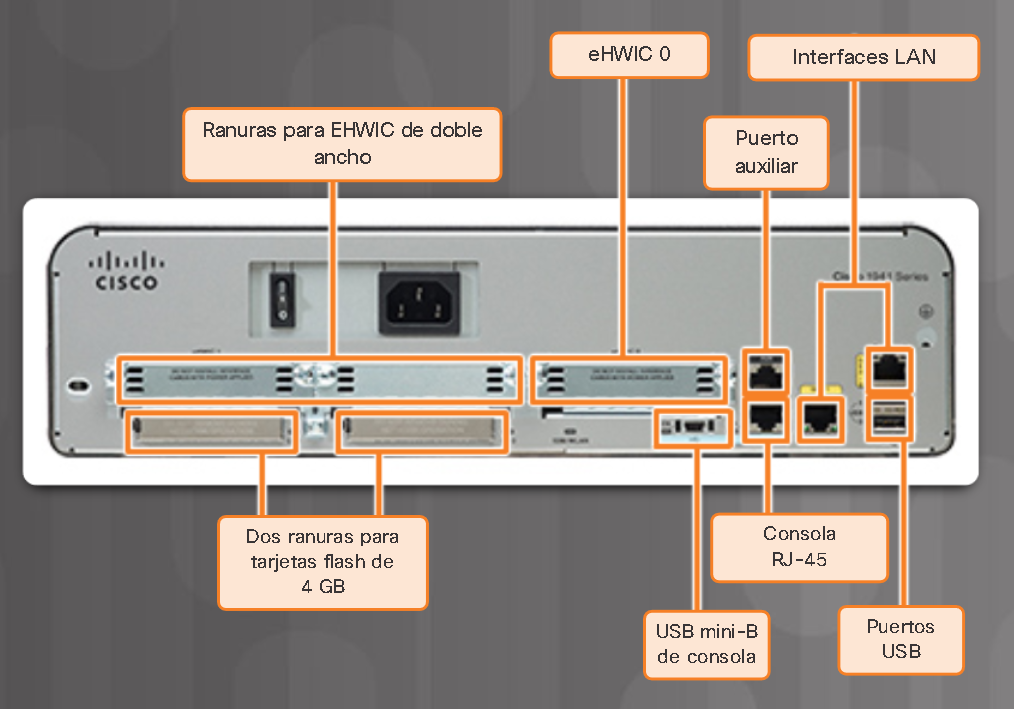 eHWIC 0
Interfaces LAN
Ranuras para EHWIC de doble
ancho
Puerto
auxiliar
CISCO
Cisco 1941 Series
Dos ranuras para
tarjetas flash de
4 GB
Consola
RJ-45
USB mini-B
de consola
Puertos
USB